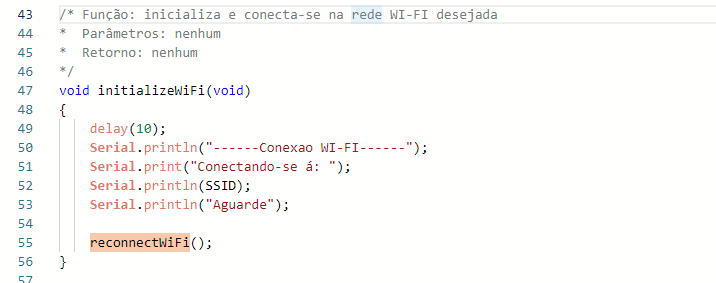 43 /* Função: inicializa e conecta-se na rede WI-FI desejada
44 *  Parâmetros: nenhum
45 *  Retorno: nenhum
46 */
47 void initializeWiFi(void)
48 {
49     delay(10);
50     Serial.println("------Conexao WI-FI------");
51     Serial.print("Conectando-se á: ");
52     Serial.println(SSID);
53     Serial.println("Aguarde");
54
55     reconnectWiFi();
56 }
57